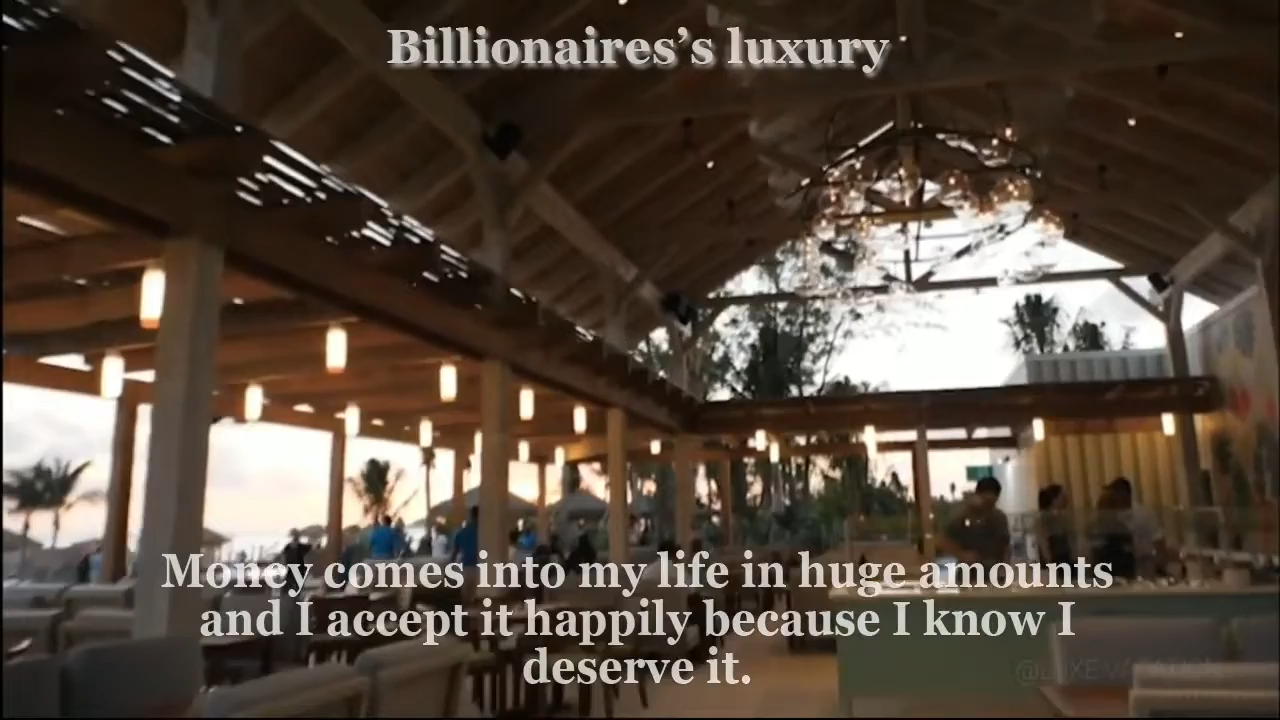 Billionaires’s luxury
Money comes into my life in huge amounts
and I accept it happily because I know I
deserve it.